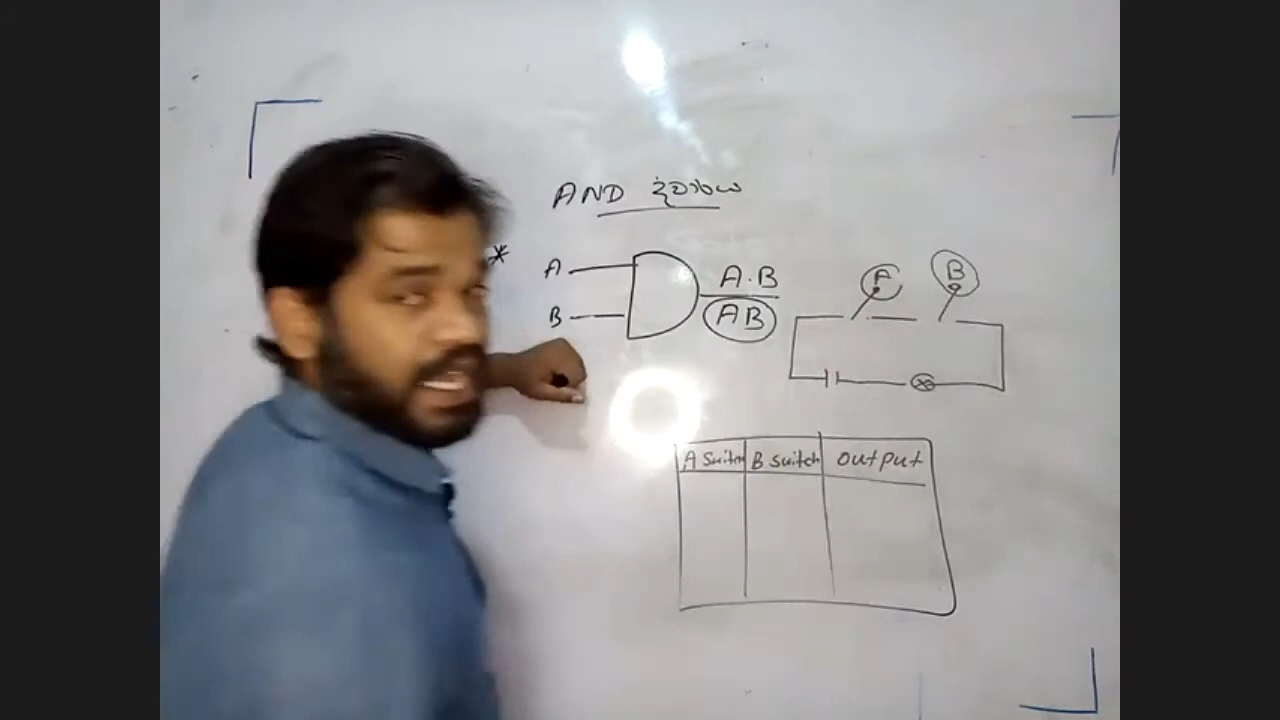 AND ද්වාරය
* A
B
A.B
AB
A
B
A switch
B switch
output